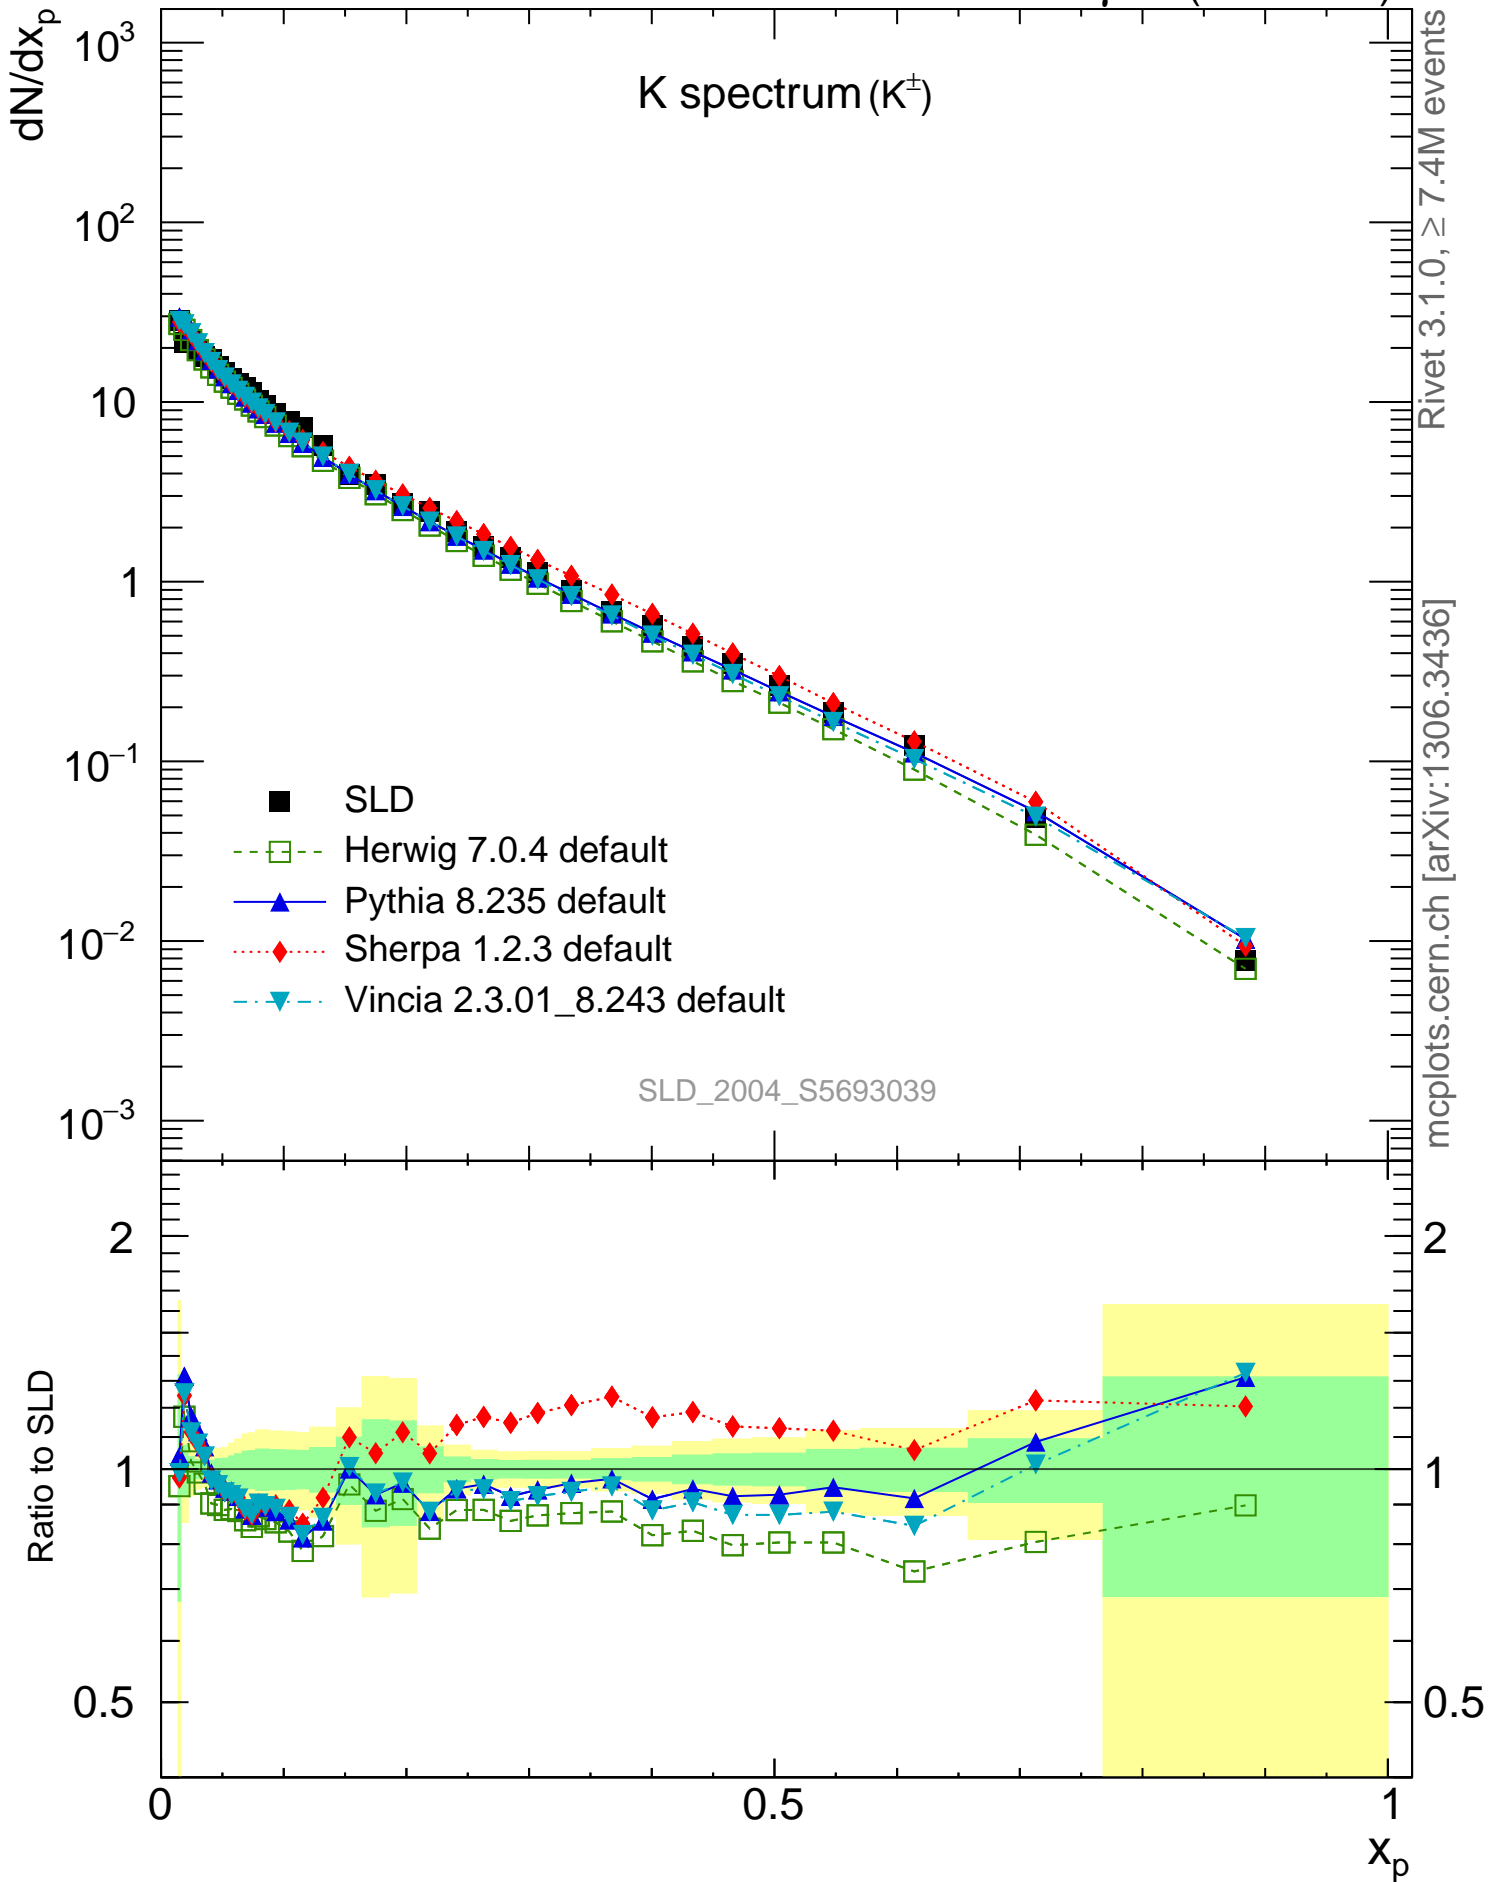 dN/dx_p
K spectrum (K^±)
10^3
10^2
10
1
10^−1
10^−2
10^−3
SLD
Herwig 7.0.4 default
Pythia 8.235 default
Sherpa 1.2.3 default
Vincia 2.3.01_8.243 default
SLD_2004_S5693039
Rivet 3.1.0, ≥ 7.4M events
mcplots.cern.ch [arXiv:1306.3436]
Ratio to SLD
2
1
0.5
2
1
0.5
0
0.5
1
x_p